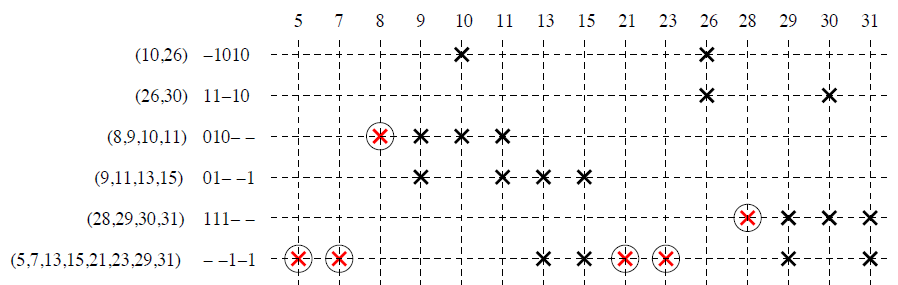 5 7 8 9 10 11 13 15 21 23 26 28 29 30 31
(10,26) –1010
(26,30) 11–10
(8,9,10,11) 010– –
(9,11,13,15) 01– –1
(28,29,30,31) 111– –
(5,7,13,15,21,23,29,31) – –1–1